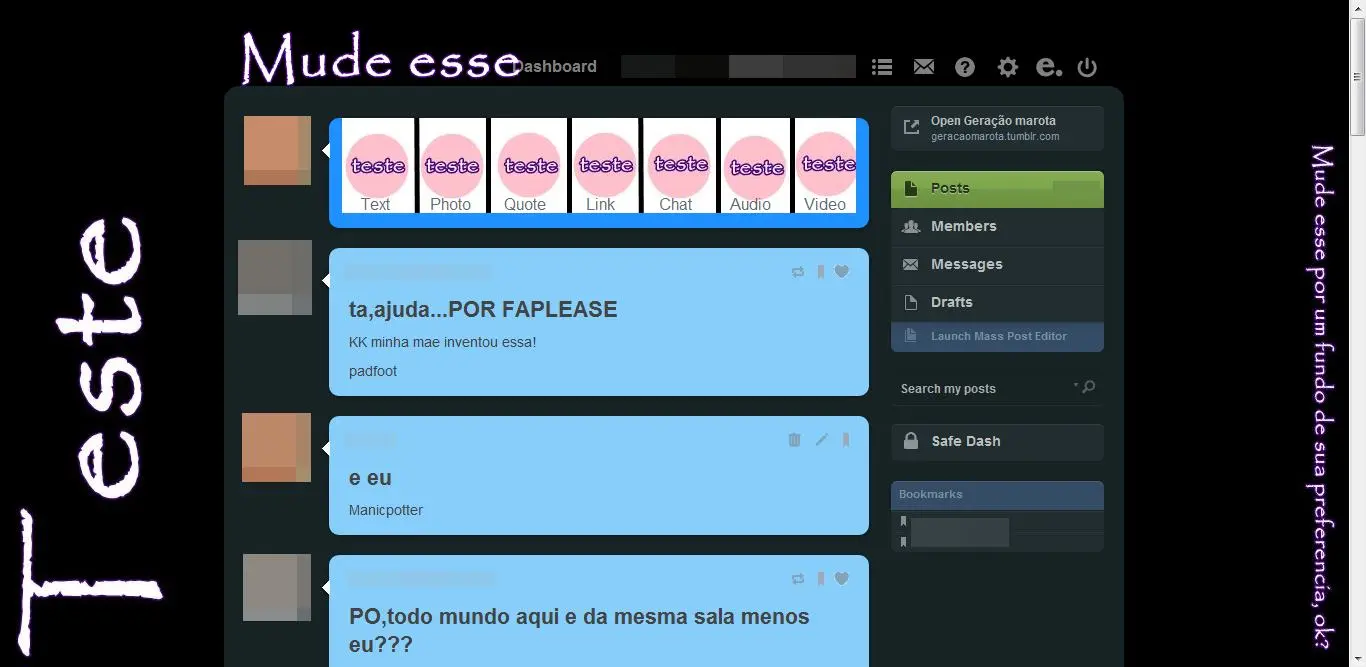 Mude esse
Dashboard
teste teste teste teste teste teste teste
Text Photo Quote Link Chat Audio Video
ta,ajuda...POR FAPLEASE
KK minha mae inventou essa!
padfoot
e eu
Manicpotter
PO,todo mundo aqui e da mesma sala menos
eu???
Open Geração marota
geracaomarota.tumblr.com
Posts
Members
Messages
Drafts
Launch Mass Post Editor
Search my posts
Safe Dash
Bookmarks
Teste
Mude esse por um fundo de sua preferencia, ok?